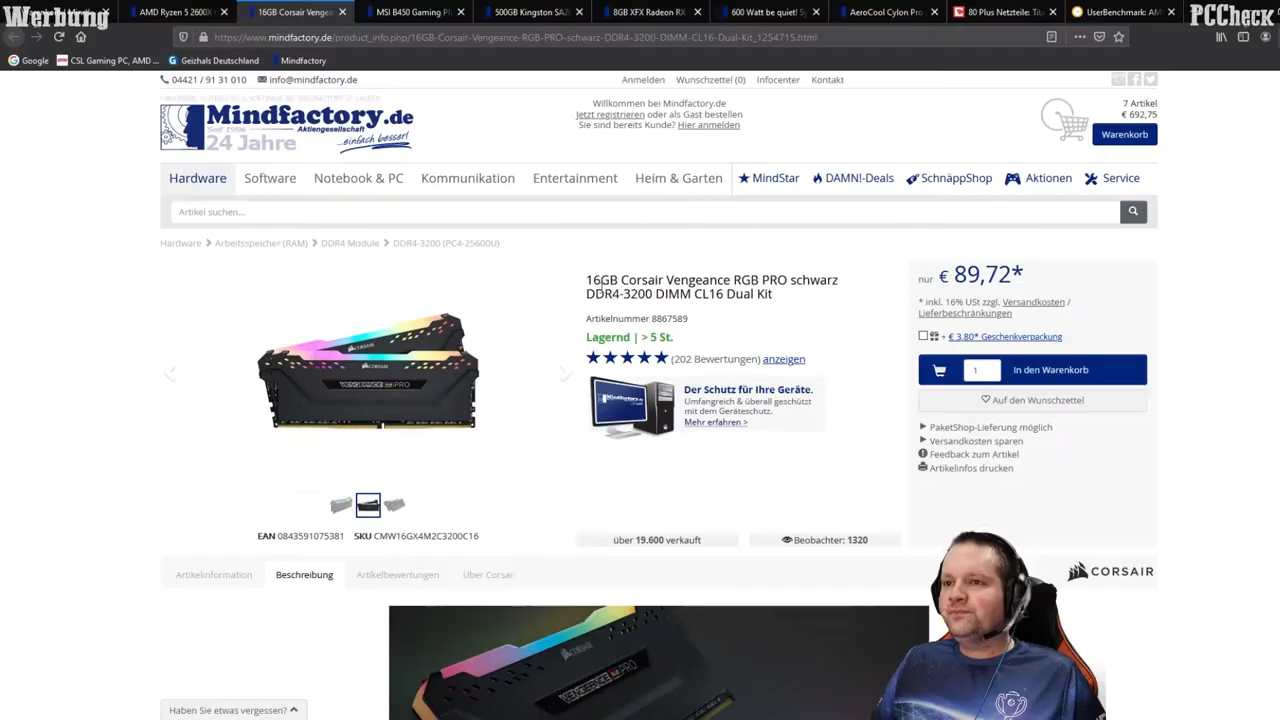 Werbung
PCCheck
AMD Ryzen 5 2600X
16GB Corsair Vengea
MSI B450 Gaming Pl
500GB Kingston SA2
8GB XFX Radeon RX
600 Watt be quiet! Sy
AeroCool Cylon Pro
80 Plus Netzteile: Tit
UserBenchmark: AM
https://www.mindfactory.de/product_info.php/16GB-Corsair-Vengeance-RGB-PRO-schwarz-DDR4-3200-DIMM-CL16-Dual-Kit_1254715.html
Google
CSL Gaming PC, AMD ...
Geizhals Deutschland
Mindfactory
04421 / 91 31 010
info@mindfactory.de
Anmelden
Wunschzettel (0)
Infocenter
Kontakt
Mindfactory.de
Seit 1996
Aktiengesellschaft
24 Jahre
...einfach besser!
Willkommen bei Mindfactory.de
Jetzt registrieren oder als Gast bestellen
Sie sind bereits Kunde? Hier anmelden
7 Artikel
€ 692,75
Warenkorb
Hardware
Software
Notebook & PC
Kommunikation
Entertainment
Heim & Garten
MindStar
DAMN!-Deals
SchnäppShop
Aktionen
Service
Artikel suchen...
Hardware
Arbeitsspeicher (RAM)
DDR4 Module
DDR4-3200 (PC4-25600U)
16GB Corsair Vengeance RGB PRO schwarz
DDR4-3200 DIMM CL16 Dual Kit
Artikelnummer 8867589
Lagernd | > 5 St.
(202 Bewertungen) anzeigen
Der Schutz für Ihre Geräte.
Umfangreich & überall geschützt
mit dem Geräteschutz.
Mehr erfahren >
nur € 89,72*
* inkl. 16% USt zzgl. Versandkosten /
Lieferbeschränkungen
+ € 3,80* Geschenkverpackung
1
In den Warenkorb
Auf den Wunschzettel
PaketShop-Lieferung möglich
Versandkosten sparen
Feedback zum Artikel
Artikelinfos drucken
CORSAIR
VENGEANCE PRO
EAN 0843591075381 SKU CMW16GX4M2C3200C16
über 19.600 verkauft
Beobachter: 1320
Artikelinformation
Beschreibung
Artikelbewertungen
Über Corsair
CORSAIR
CORSAIR
VENGEANCE PRO
Haben Sie etwas vergessen?